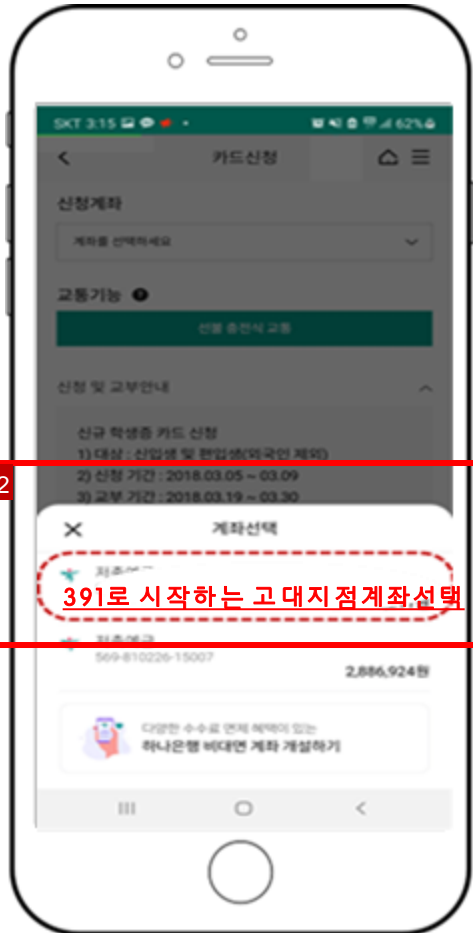 SKT 3:15
62%
카드신청
신청계좌
계좌를 선택하세요
교통기능
선불 충전식 교통
신청 및 교부안내
신규 학생증 카드 신청
1) 대상 : 신입생 및 편입생(외국인 제외)
2) 신청 기간 : 2018.03.05 ~ 03.09
3) 교부 기간 : 2018.03.19 ~ 03.30
2
계좌선택
저축예금
391로 시작하는 고대지점계좌선택
저축예금
569-810226-15007
2,886,924원
다양한 수수료 면제 혜택이 있는
하나은행 비대면 계좌 개설하기